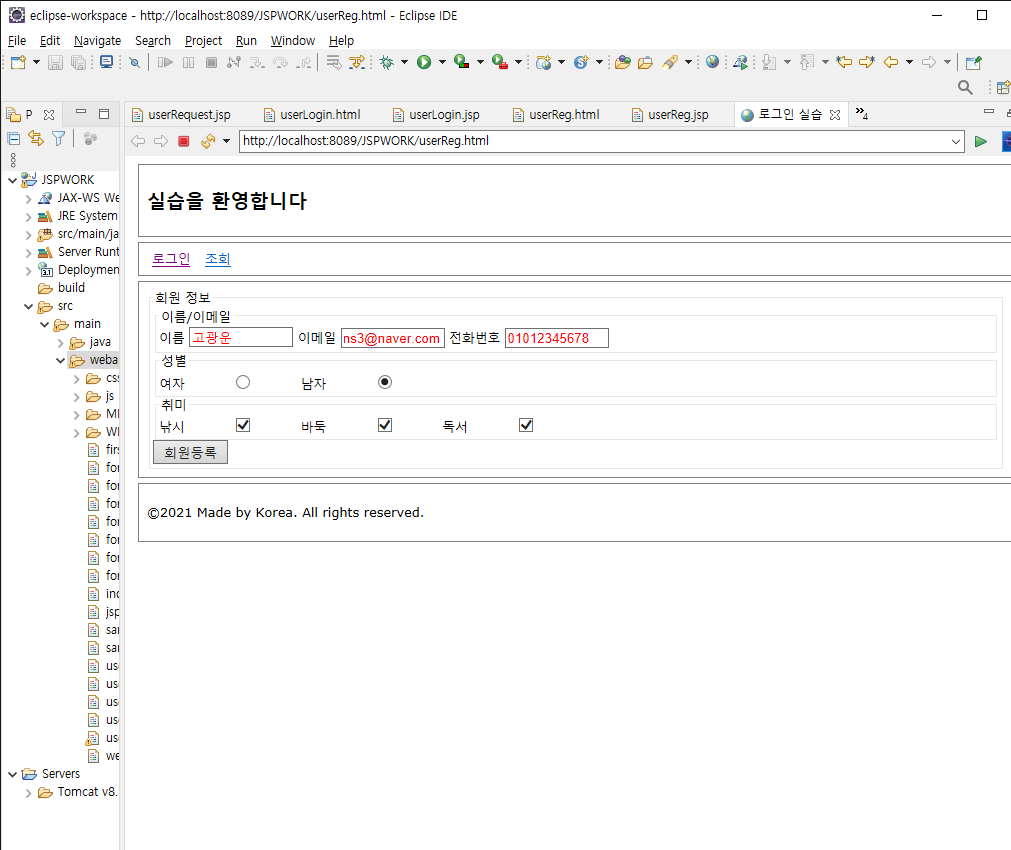 eclipse-workspace - http://localhost:8089/JSPWORK/userReg.html - Eclipse IDE
File Edit Navigate Search Project Run Window Help
P userRequest.jsp userLogin.html userLogin.jsp userReg.html userReg.jsp 로그인 실습 »4
http://localhost:8089/JSPWORK/userReg.html
JSPWORK
JAX-WS We
JRE System
src/main/ja
Server Runt
Deploymen
build
src
main
java
weba
css
js
WI
firs
for
for
for
for
for
for
for
inc
jsp
sar
sar
use
use
use
use
use
we
Servers
Tomcat v8.
실습을 환영합니다
로그인 조회
회원 정보
이름/이메일
이름 고광운 이메일 ns3@naver.com 전화번호 01012345678
성별
여자 남자
취미
낚시 바둑 독서
회원등록
©2021 Made by Korea. All rights reserved.